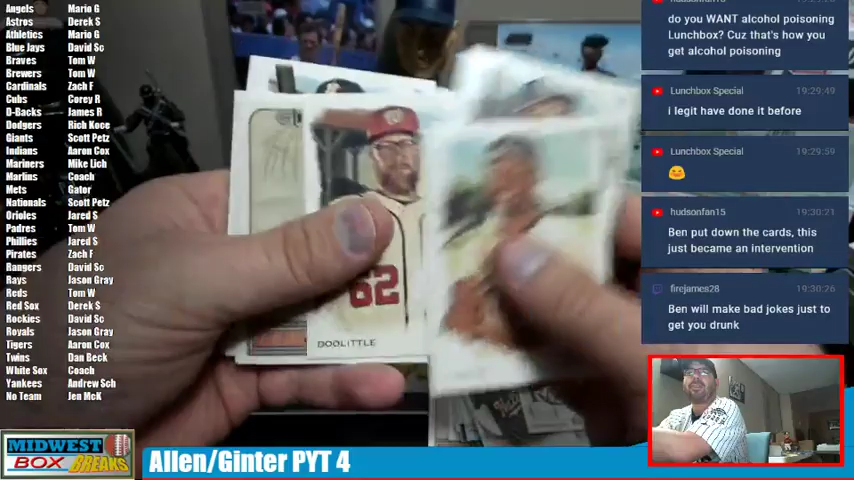 Angels Mario G
Astros Derek S
Athletics Mario G
Blue Jays David Sc
Braves Tom W
Brewers Tom W
Cardinals Zach F
Cubs Corey R
D-Backs James R
Dodgers Rich Koce
Giants Scott Petz
Indians Aaron Cox
Mariners Mike Lich
Marlins Coach
Mets Gator
Nationals Scott Petz
Orioles Jared S
Padres Tom W
Phillies Jared S
Pirates Zach F
Rangers David Sc
Rays Jason Gray
Reds Tom W
Red Sox Derek S
Rockies David Sc
Royals Jason Gray
Tigers Aaron Cox
Twins Dan Beck
White Sox Coach
Yankees Andrew Sch
No Team Jen McK
62
DOOLITTLE
do you WANT alcohol poisoning
Lunchbox? Cuz that's how you
get alcohol poisoning
Lunchbox Special 19:29:49
i legit have done it before
Lunchbox Special 19:29:59
hudsonfan15 19:30:21
Ben put down the cards, this
just became an intervention
firejames28 19:30:26
Ben will make bad jokes just to
get you drunk
MIDWEST
BOX BREAKS
Allen/Ginter PYT 4